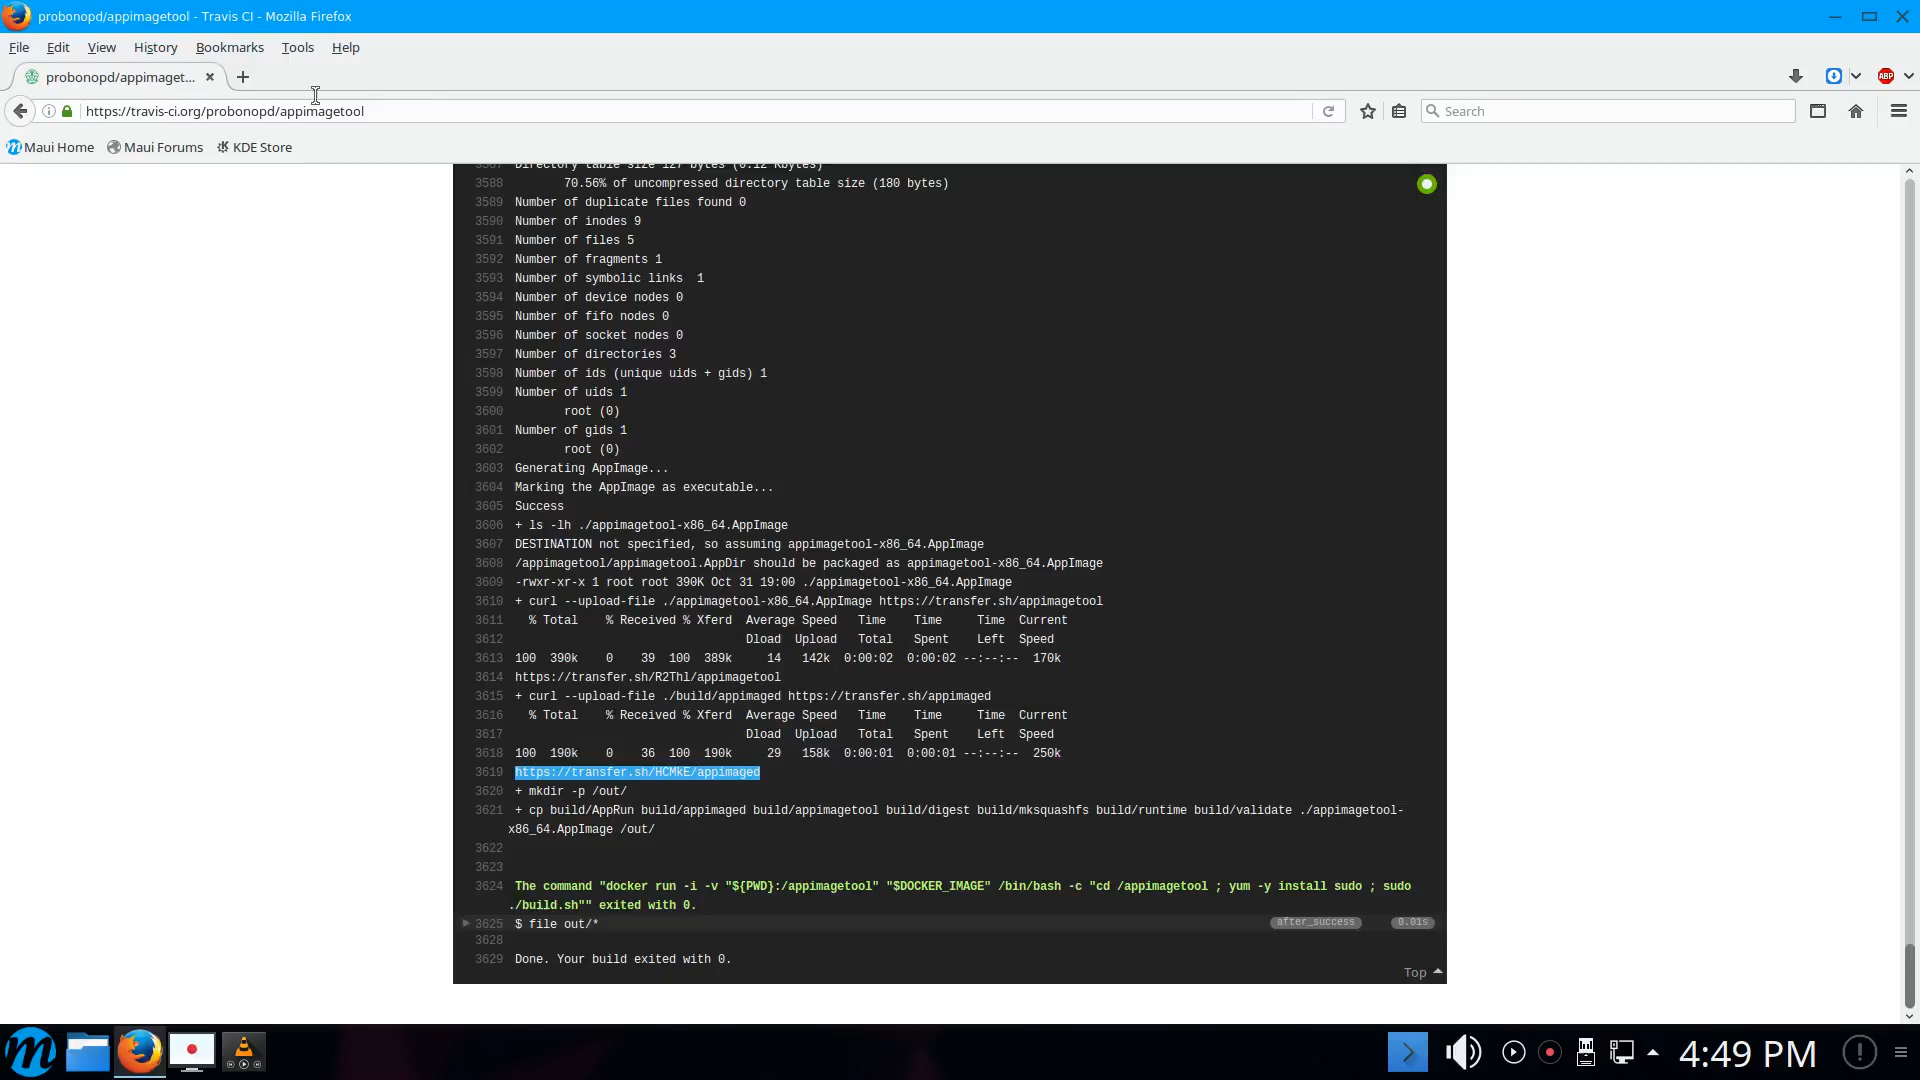 probonopd/appimagetool - Travis CI - Mozilla Firefox
File Edit View History Bookmarks Tools Help
probonopd/appimaget...
https://travis-ci.org/probonopd/appimagetool
Search
Maui Home Maui Forums KDE Store
3587 Directory table size 127 bytes (0.12 Kbytes)
3588 70.56% of uncompressed directory table size (180 bytes)
3589 Number of duplicate files found 0
3590 Number of inodes 9
3591 Number of files 5
3592 Number of fragments 1
3593 Number of symbolic links  1
3594 Number of device nodes 0
3595 Number of fifo nodes 0
3596 Number of socket nodes 0
3597 Number of directories 3
3598 Number of ids (unique uids + gids) 1
3599 Number of uids 1
3600 root (0)
3601 Number of gids 1
3602 root (0)
3603 Generating AppImage...
3604 Marking the AppImage as executable...
3605 Success
3606 + ls -lh ./appimagetool-x86_64.AppImage
3607 DESTINATION not specified, so assuming appimagetool-x86_64.AppImage
3608 /appimagetool/appimagetool.AppDir should be packaged as appimagetool-x86_64.AppImage
3609 -rwxr-xr-x 1 root root 390K Oct 31 19:00 ./appimagetool-x86_64.AppImage
3610 + curl --upload-file ./appimagetool-x86_64.AppImage https://transfer.sh/appimagetool
3611 % Total % Received % Xferd Average Speed Time Time Time Current
3612 Dload Upload Total Spent Left Speed
3613 100 390k 0 39 100 389k 14 142k 0:00:02 0:00:02 --:--:-- 170k
3614 https://transfer.sh/R2Thl/appimagetool
3615 + curl --upload-file ./build/appimaged https://transfer.sh/appimaged
3616 % Total % Received % Xferd Average Speed Time Time Time Current
3617 Dload Upload Total Spent Left Speed
3618 100 190k 0 36 100 190k 29 158k 0:00:01 0:00:01 --:--:-- 250k
3619 https://transfer.sh/HCMkE/appimaged
3620 + mkdir -p /out/
3621 + cp build/AppRun build/appimaged build/appimagetool build/digest build/mksquashfs build/runtime build/validate ./appimagetool-
x86_64.AppImage /out/
3622
3623
3624 The command "docker run -i -v "${PWD}:/appimagetool" "$DOCKER_IMAGE" /bin/bash -c "cd /appimagetool ; yum -y install sudo ; sudo
./build.sh"" exited with 0.
3625 $ file out/* after_success 0.01s
3628
3629 Done. Your build exited with 0.
Top
4:49 PM